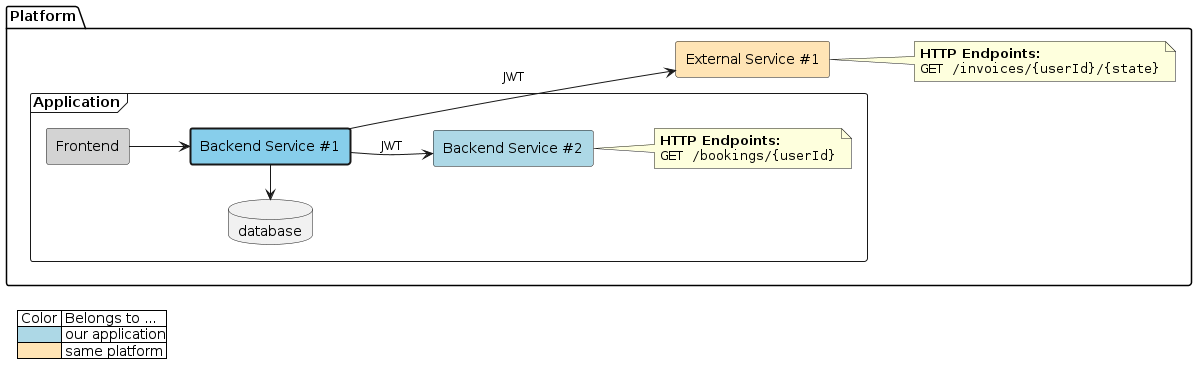 Platform
External Service #1
HTTP Endpoints:
GET /invoices/{userId}/{state}
JWT
Application
Frontend
Backend Service #1
JWT
Backend Service #2
HTTP Endpoints:
GET /bookings/{userId}
database
Color Belongs to ...
our application
same platform